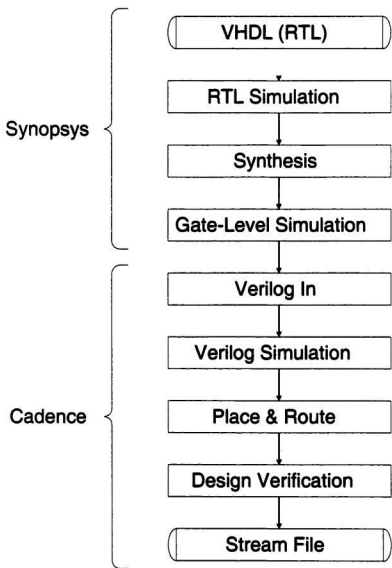 VHDL (RTL)
RTL Simulation
Synopsys
Synthesis
Gate-Level Simulation
Verilog In
Verilog Simulation
Cadence
Place & Route
Design Verification
Stream File